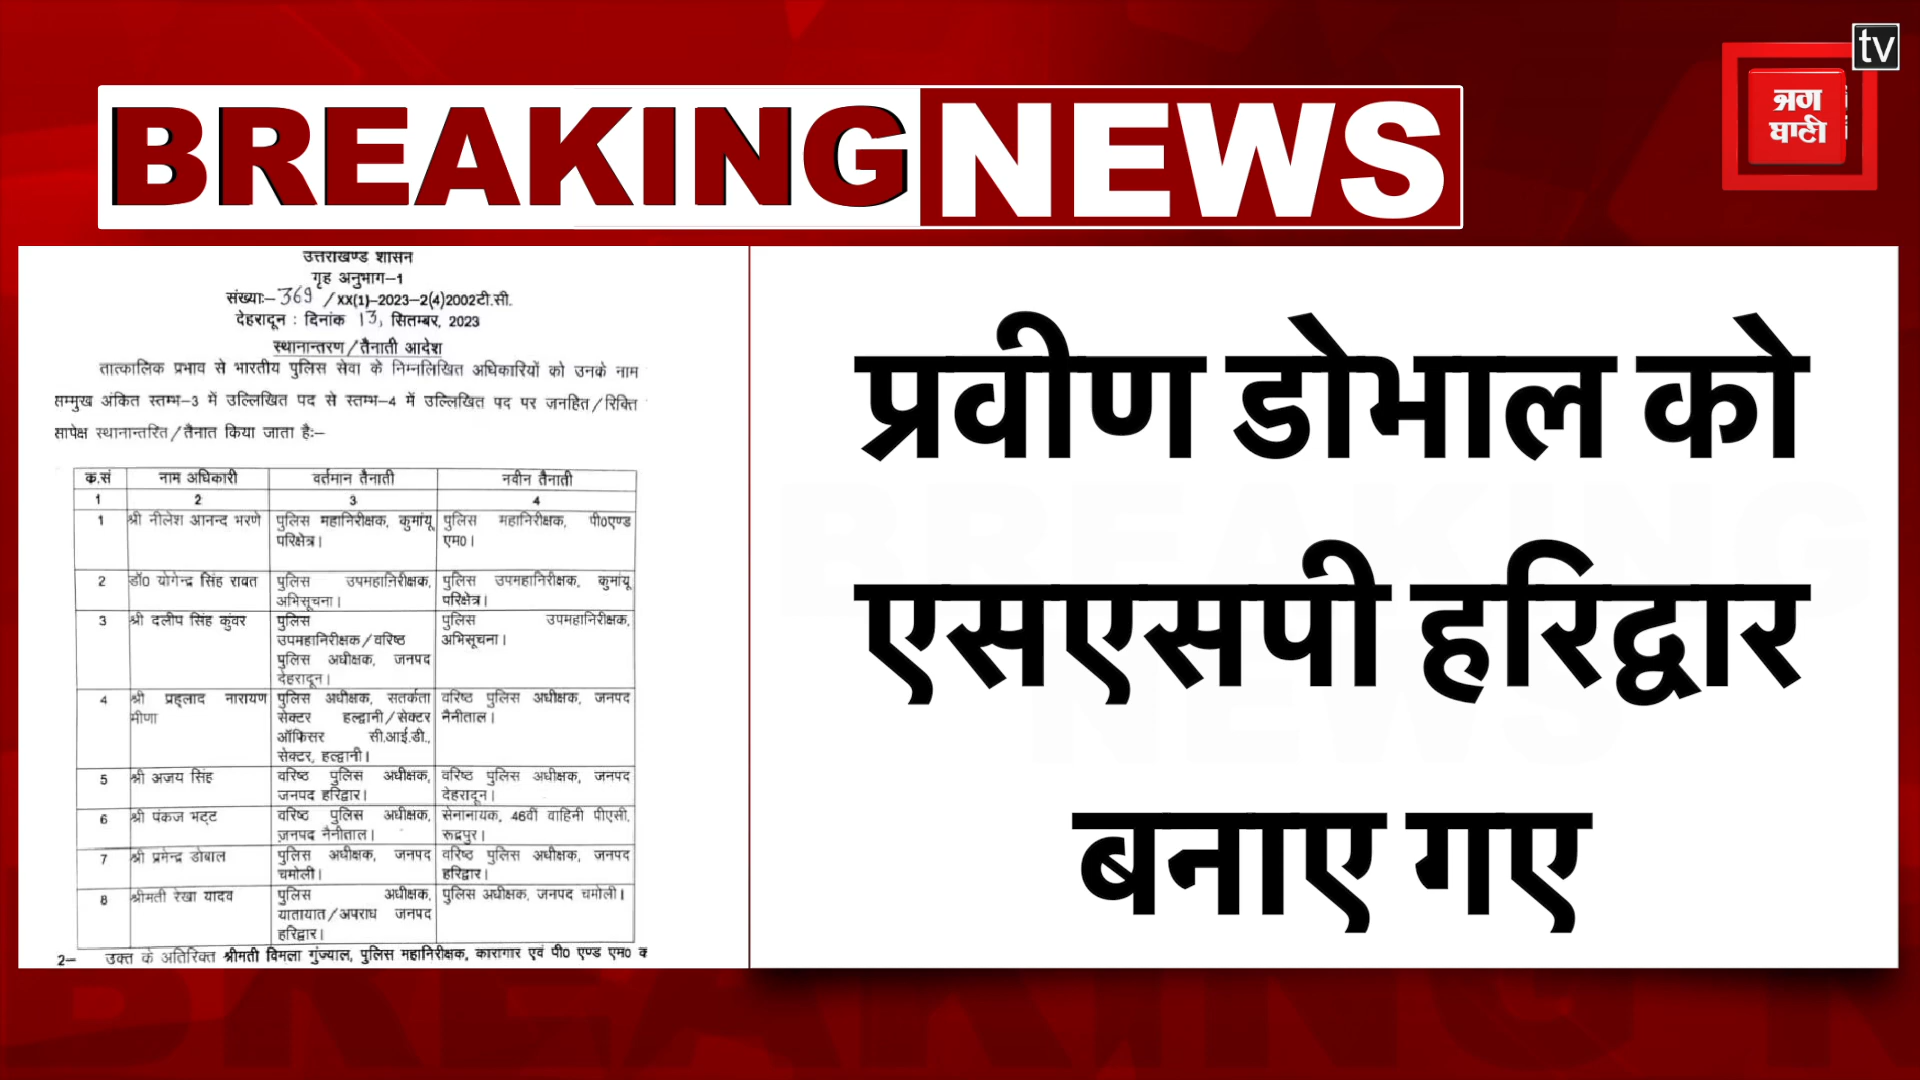 tv
ਜਗ
ਬਾਣੀ
BREAKING NEWS
उत्तराखण्ड शासन
गृह अनुभाग-1
संख्याः- 369 /XX(1)-2023-2(4)2002टी.सी.
देहरादून : दिनांक 13, सितम्बर, 2023
स्थानान्तरण/तैनाती आदेश
तात्कालिक प्रभाव से भारतीय पुलिस सेवा के निम्नलिखित अधिकारियों को उनके नाम
सम्मुख अंकित स्तम्भ-3 में उल्लिखित पद से स्तम्भ-4 में उल्लिखित पद पर जनहित/रिक्ति
सापेक्ष स्थानान्तरित/तैनात किया जाता हैः-
क.सं नाम अधिकारी वर्तमान तैनाती नवीन तैनाती
1 2 3 4
1 श्री नीलेश आनन्द भरणे पुलिस महानिरीक्षक, कुमांयू पुलिस महानिरीक्षक, पी0एण्ड
परिक्षेत्र। एम0।
2 डॉ0 योगेन्द्र सिंह रावत पुलिस उपमहानिरीक्षक, पुलिस उपमहानिरीक्षक, कुमांयू
अभिसूचना। परिक्षेत्र।
3 श्री दलीप सिंह कुंवर पुलिस पुलिस उपमहानिरीक्षक,
उपमहानिरीक्षक/वरिष्ठ अभिसूचना।
पुलिस अधीक्षक, जनपद
देहरादून।
4 श्री प्रहलाद नारायण पुलिस अधीक्षक, सतर्कता वरिष्ठ पुलिस अधीक्षक, जनपद
मीणा सेक्टर हल्द्वानी/सेक्टर नैनीताल।
ऑफिसर सी.आई.डी.,
सेक्टर, हल्द्वानी।
5 श्री अजय सिंह वरिष्ठ पुलिस अधीक्षक, वरिष्ठ पुलिस अधीक्षक, जनपद
जनपद हरिद्वार। देहरादून।
6 श्री पंकज भट्ट वरिष्ठ पुलिस अधीक्षक, सेनानायक, 46वीं वाहिनी पीएसी,
जनपद नैनीताल। रूद्रपुर।
7 श्री प्रमेन्द्र डोबाल पुलिस अधीक्षक, जनपद वरिष्ठ पुलिस अधीक्षक, जनपद
चमोली। हरिद्वार।
8 श्रीमती रेखा यादव पुलिस अधीक्षक, पुलिस अधीक्षक, जनपद चमोली।
यातायात/अपराध जनपद
हरिद्वार।
2- उक्त के अतिरिक्त श्रीमती विमला गुंज्याल, पुलिस महानिरीक्षक, कारागार एवं पी0 एण्ड एम0
प्रवीण डोभाल को
एसएसपी हरिद्वार
बनाए गए
BREAKING NEWS
BREAKING N